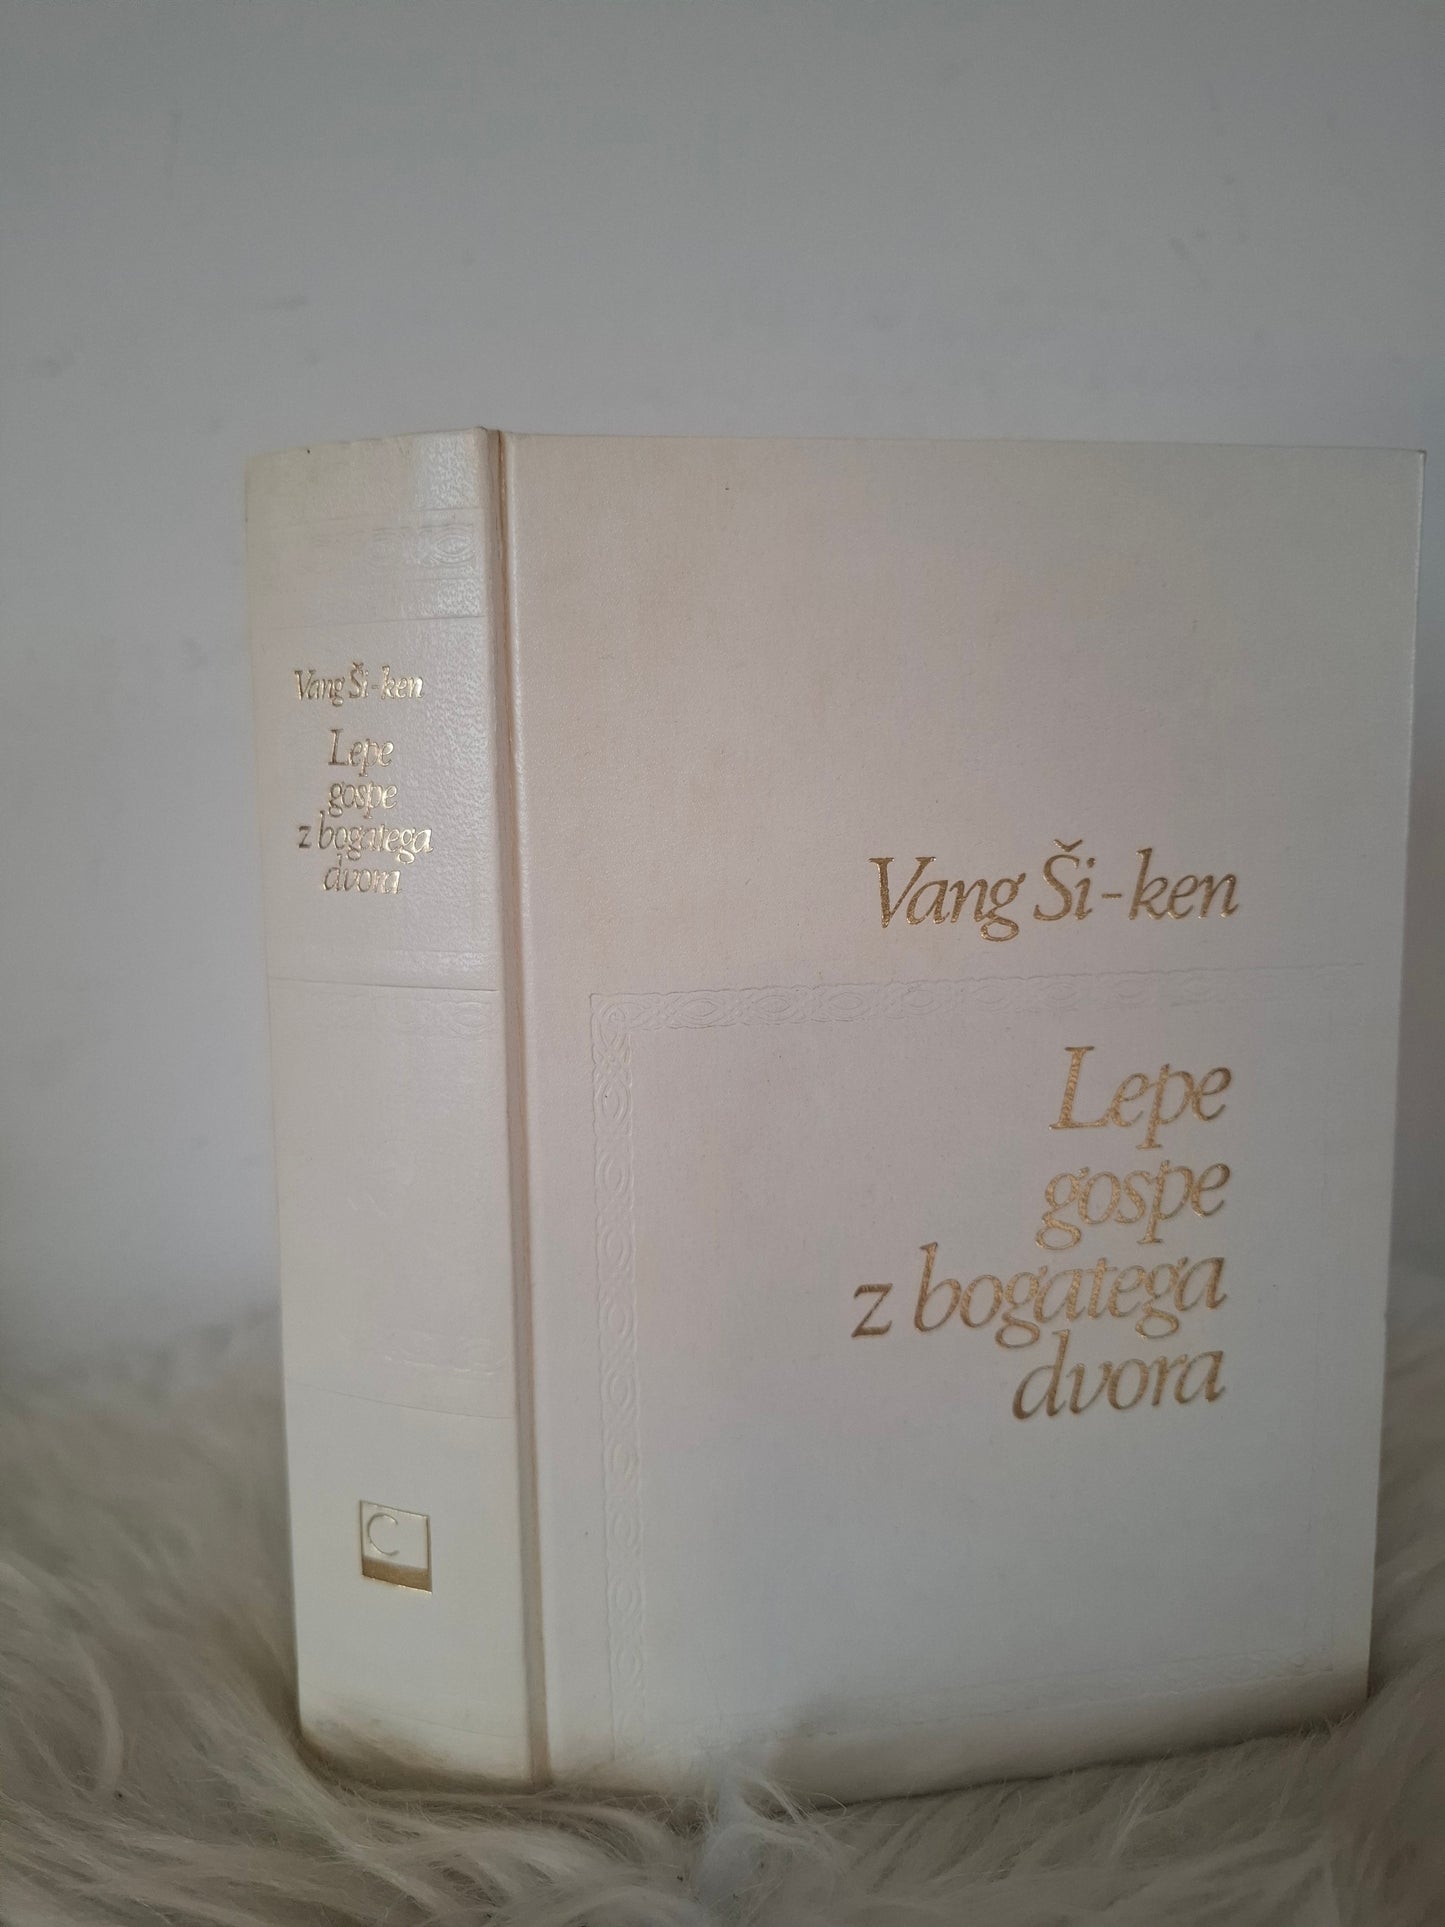 Vang Ši-ken
Lepe
gospe
z bogatega
dvora
C
Vang Ši-ken
Lepe
gospe
z bogatega
dvora